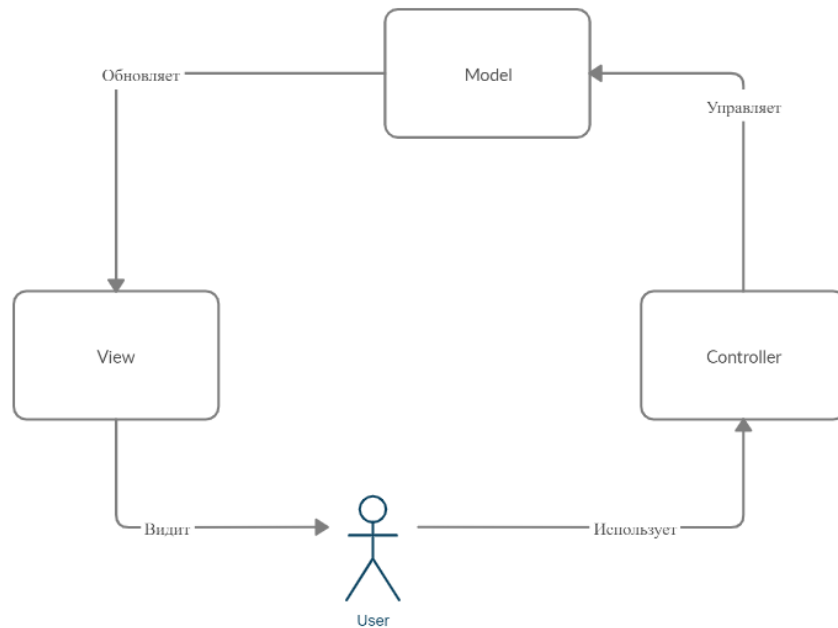 Model
Обновляет
Управляет
View
Controller
Видит
Использует
User